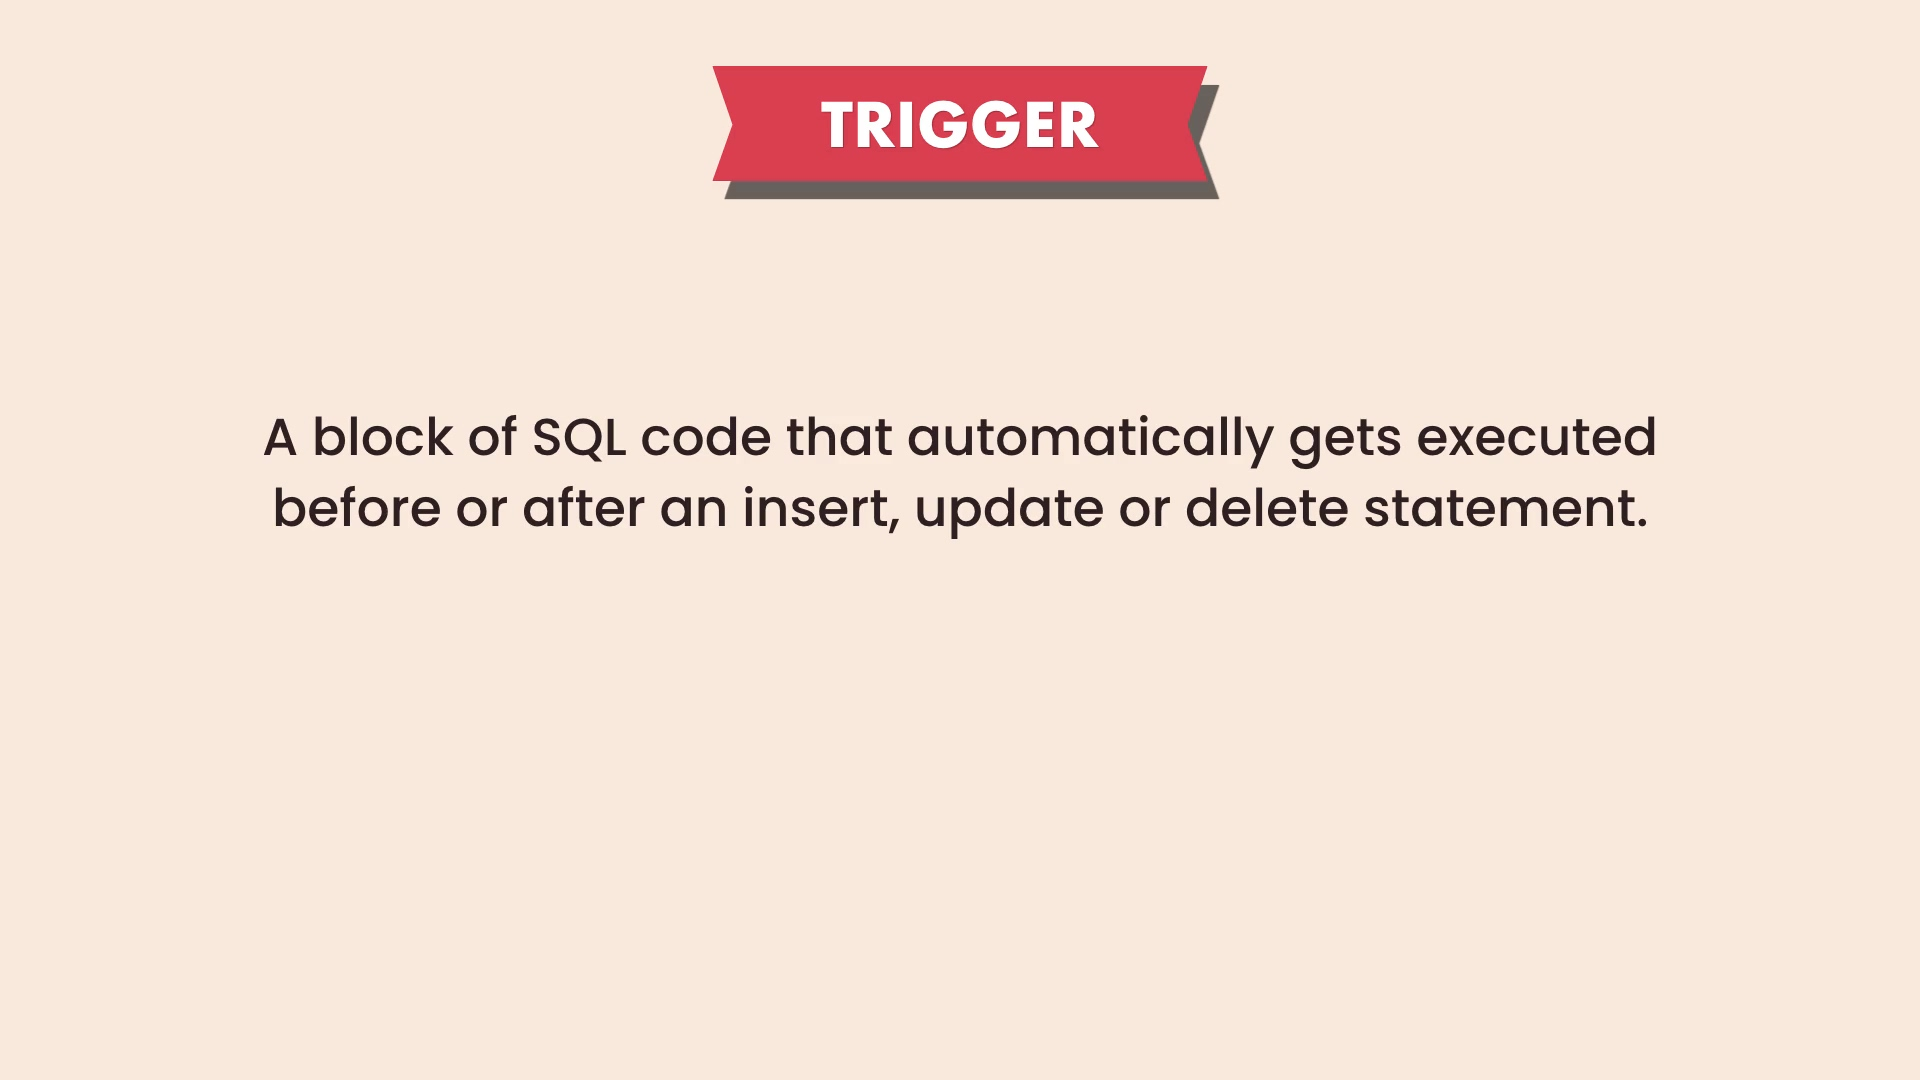 TRIGGER
A block of SQL code that automatically gets executed
before or after an insert, update or delete statement.